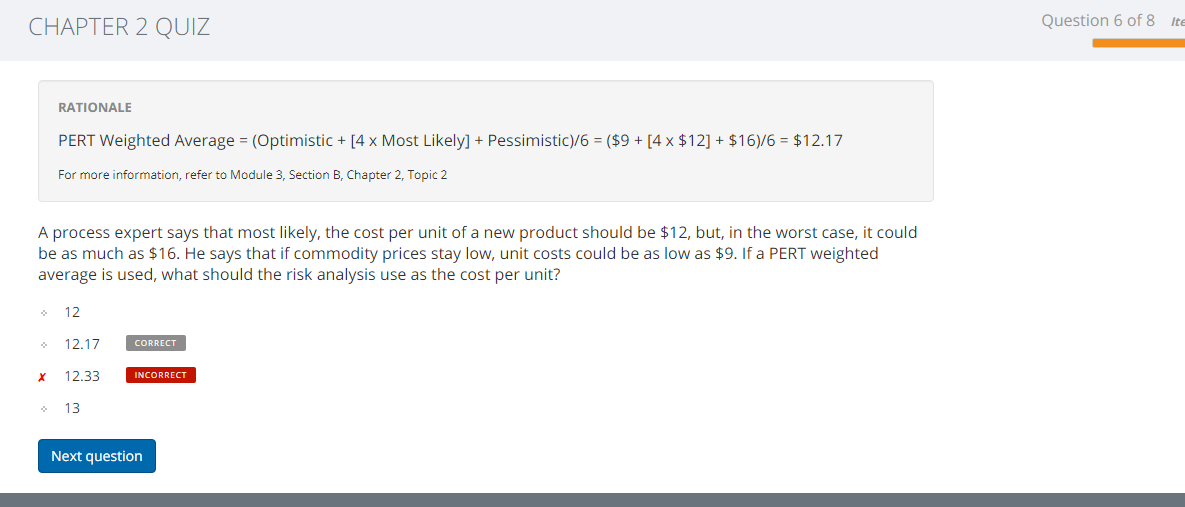 CHAPTER 2 QUIZ
Question 6 of 8 Ite
RATIONALE
PERT Weighted Average = (Optimistic + [4 x Most Likely] + Pessimistic)/6 = ($9 + [4 x $12] + $16)/6 = $12.17
For more information, refer to Module 3, Section B, Chapter 2, Topic 2
A process expert says that most likely, the cost per unit of a new product should be $12, but, in the worst case, it could
be as much as $16. He says that if commodity prices stay low, unit costs could be as low as $9. If a PERT weighted
average is used, what should the risk analysis use as the cost per unit?
12
12.17 CORRECT
✗ 12.33 INCORRECT
13
Next question